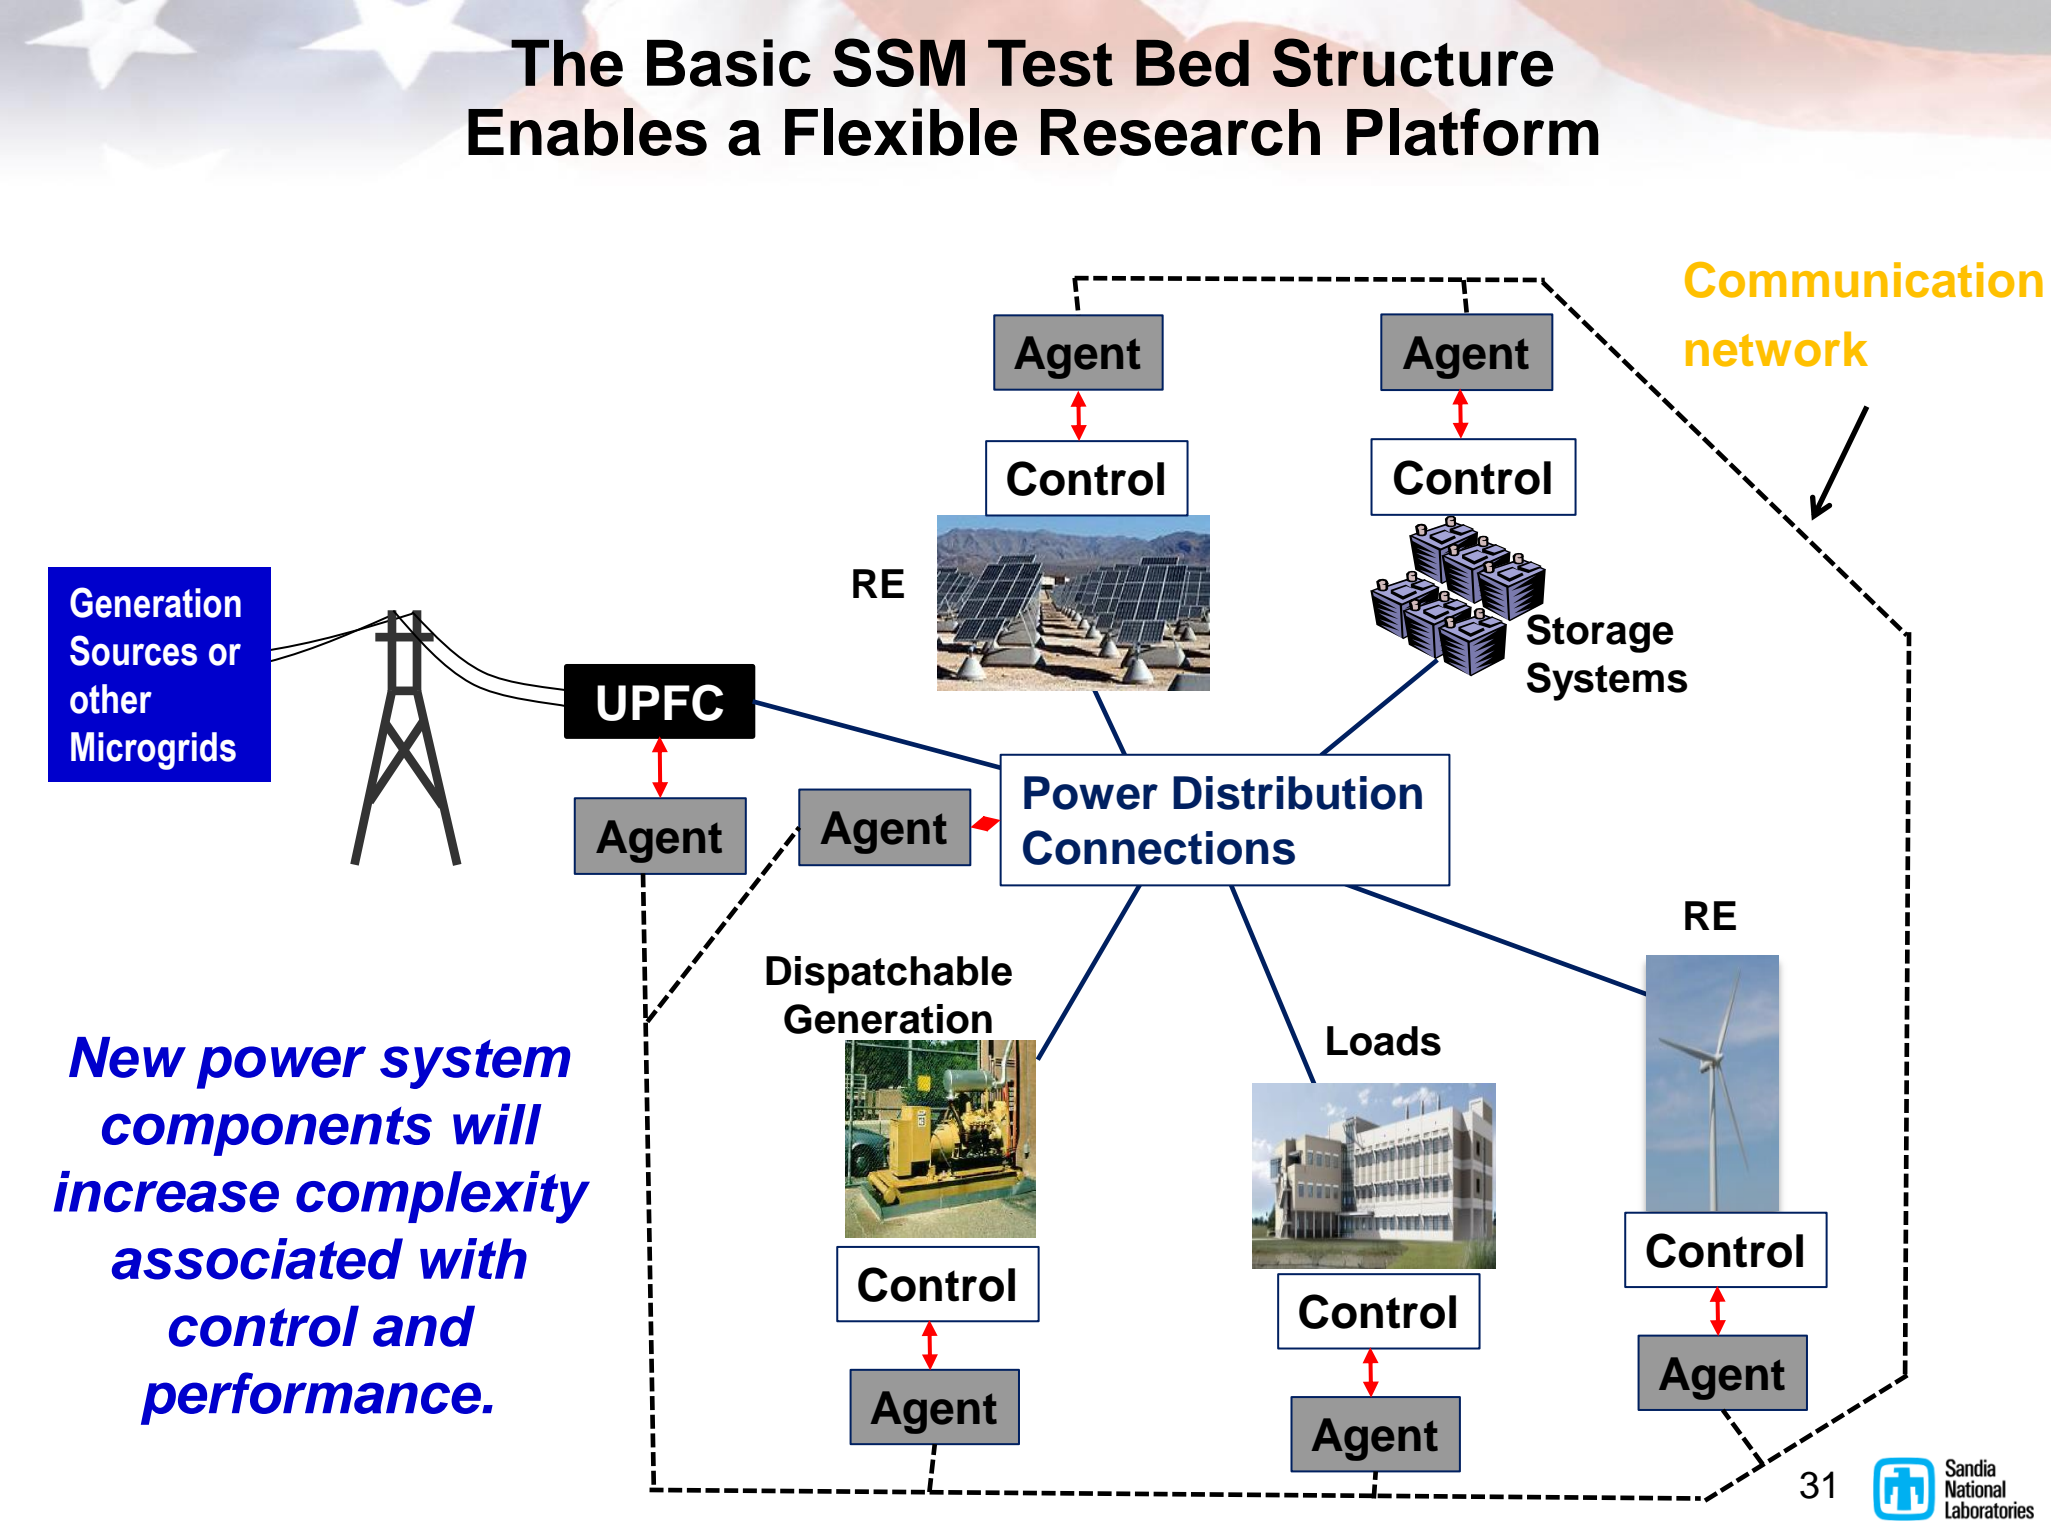 The Basic SSM Test Bed Structure
Enables a Flexible Research Platform
Communication
network
Agent
Agent
Control
Control
RE
Storage
Systems
Generation
Sources or
other
Microgrids
UPFC
Agent
Agent
Power Distribution
Connections
RE
Dispatchable
Generation
Loads
New power system
components will
increase complexity
associated with
control and
performance.
Control
Control
Control
Agent
Agent
Agent
31
Sandia
National
Laboratories